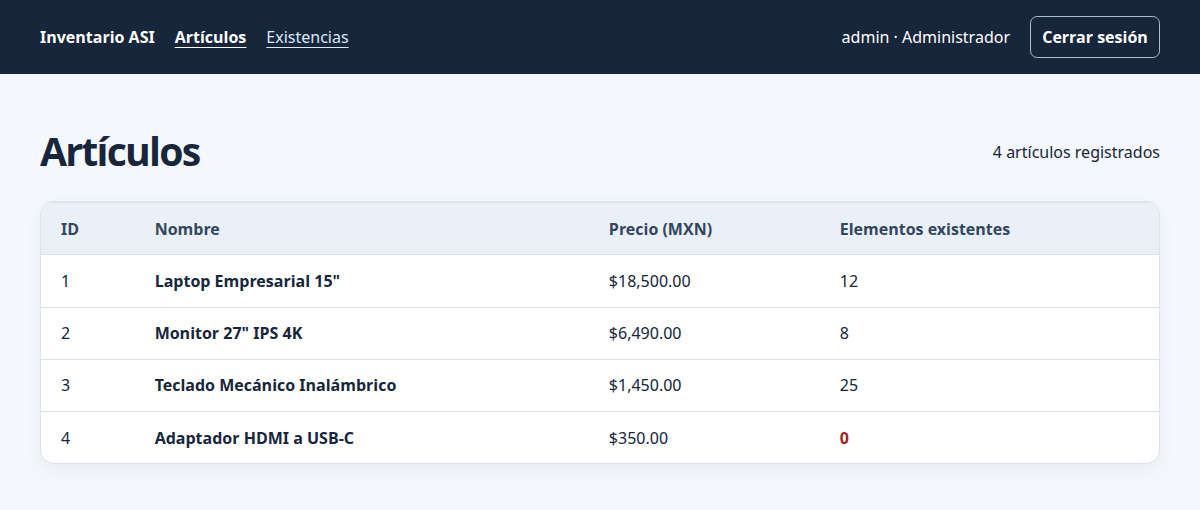 Inventario ASI Artículos Existencias admin · Administrador Cerrar sesión
Artículos 4 artículos registrados
ID Nombre Precio (MXN) Elementos existentes
1 Laptop Empresarial 15" $18,500.00 12
2 Monitor 27" IPS 4K $6,490.00 8
3 Teclado Mecánico Inalámbrico $1,450.00 25
4 Adaptador HDMI a USB-C $350.00 0